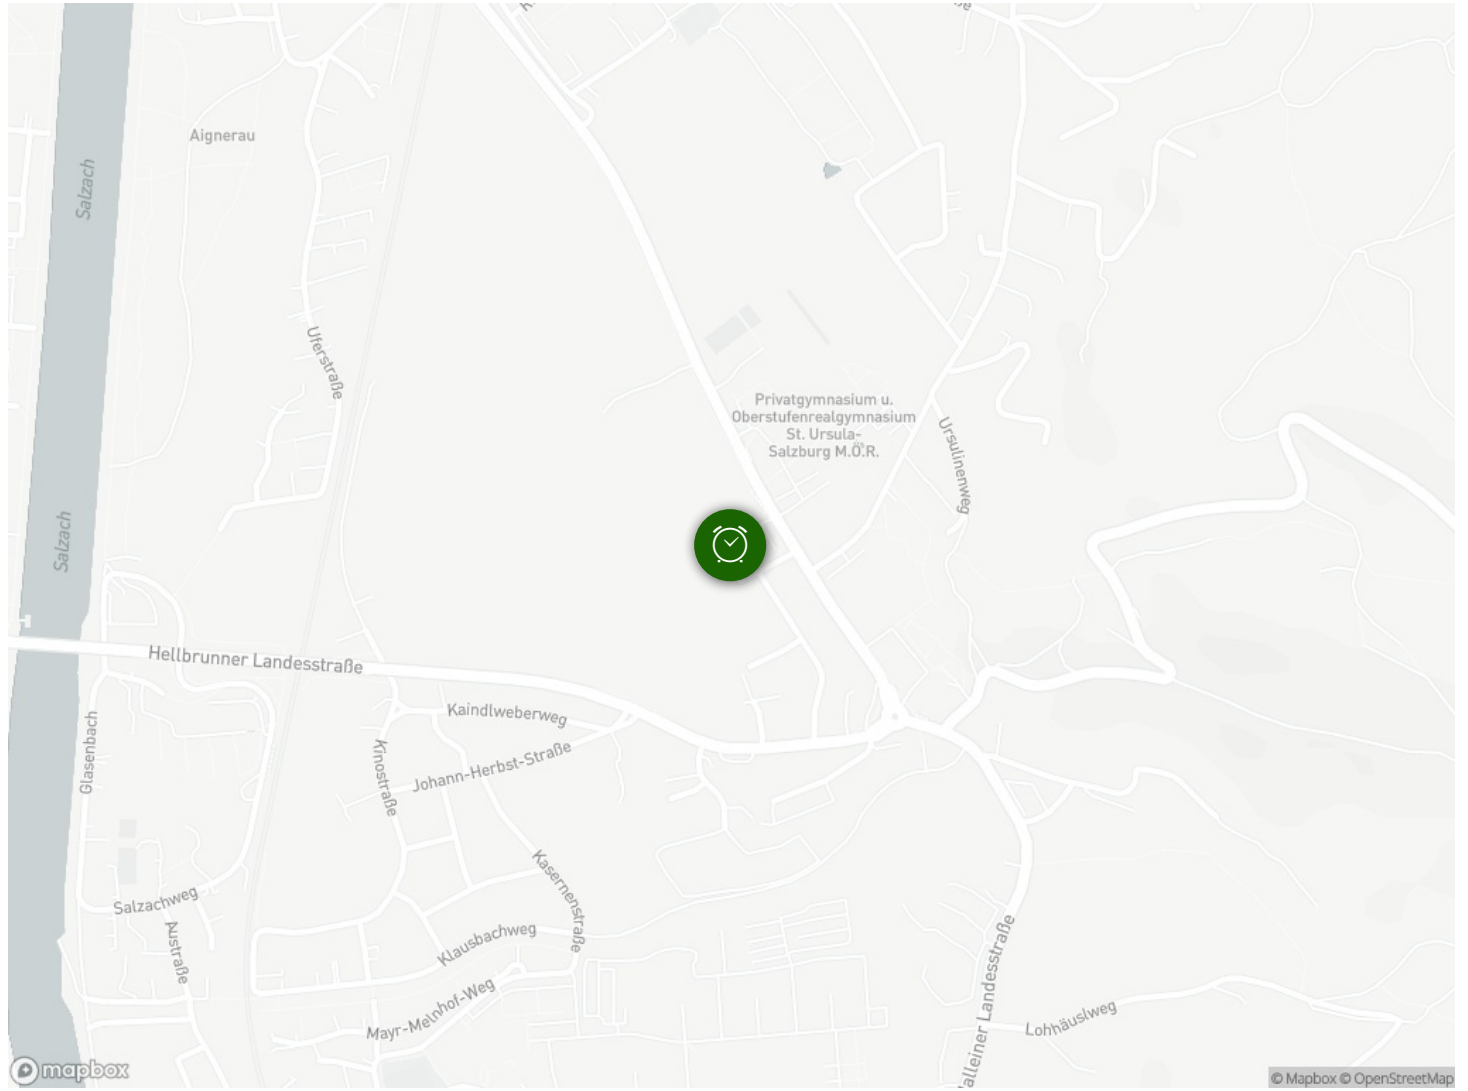 Aignerau
Salzach
Uferstraße
Privatgymnasium u.
Oberstufenrealgymnasium
St. Ursula-
Salzburg M.Ö.R.
Ursulinenweg
Salzach
Hellbrunner Landesstraße
Glasenbach
Kaindlweberweg
Kinostraße
Johann-Herbst-Straße
Kasernenstraße
Salzachweg
Austraße
Klausbachweg
Mayr-Melnhof-Weg
alleiner Landesstraße
Lohhäuslweg
mapbox
© Mapbox © OpenStreetMap